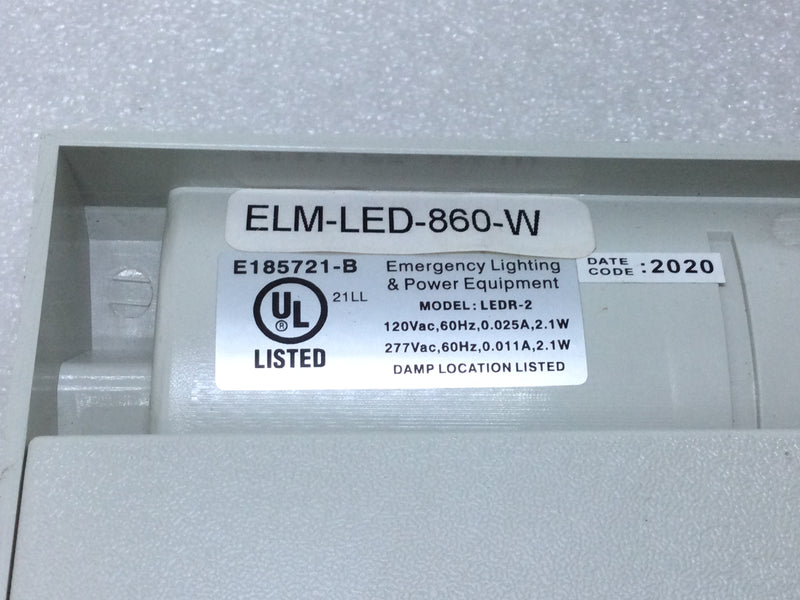 ELM-LED-860-W
E185721-B
UL
®
21LL
LISTED
Emergency Lighting
& Power Equipment
MODEL: LEDR-2
120Vac,60Hz,0.025A,2.1W
277Vac,60Hz,0.011A,2.1W
DAMP LOCATION LISTED
DATE
CODE : 2020